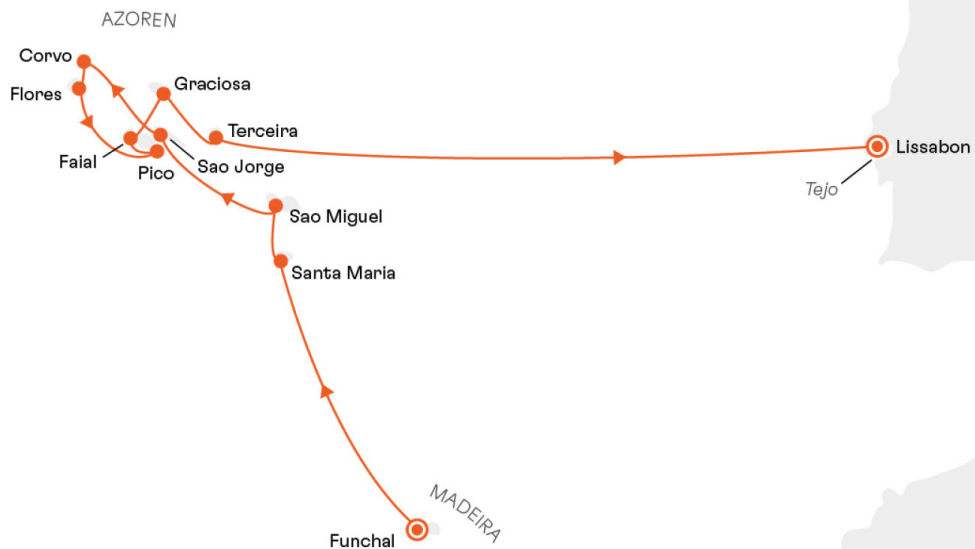 AZOREN
Corvo
Graciosa
Flores
Terceira
Faial
Sao Jorge
Pico
Lissabon
Tejo
Sao Miguel
Santa Maria
MADEIRA
Funchal